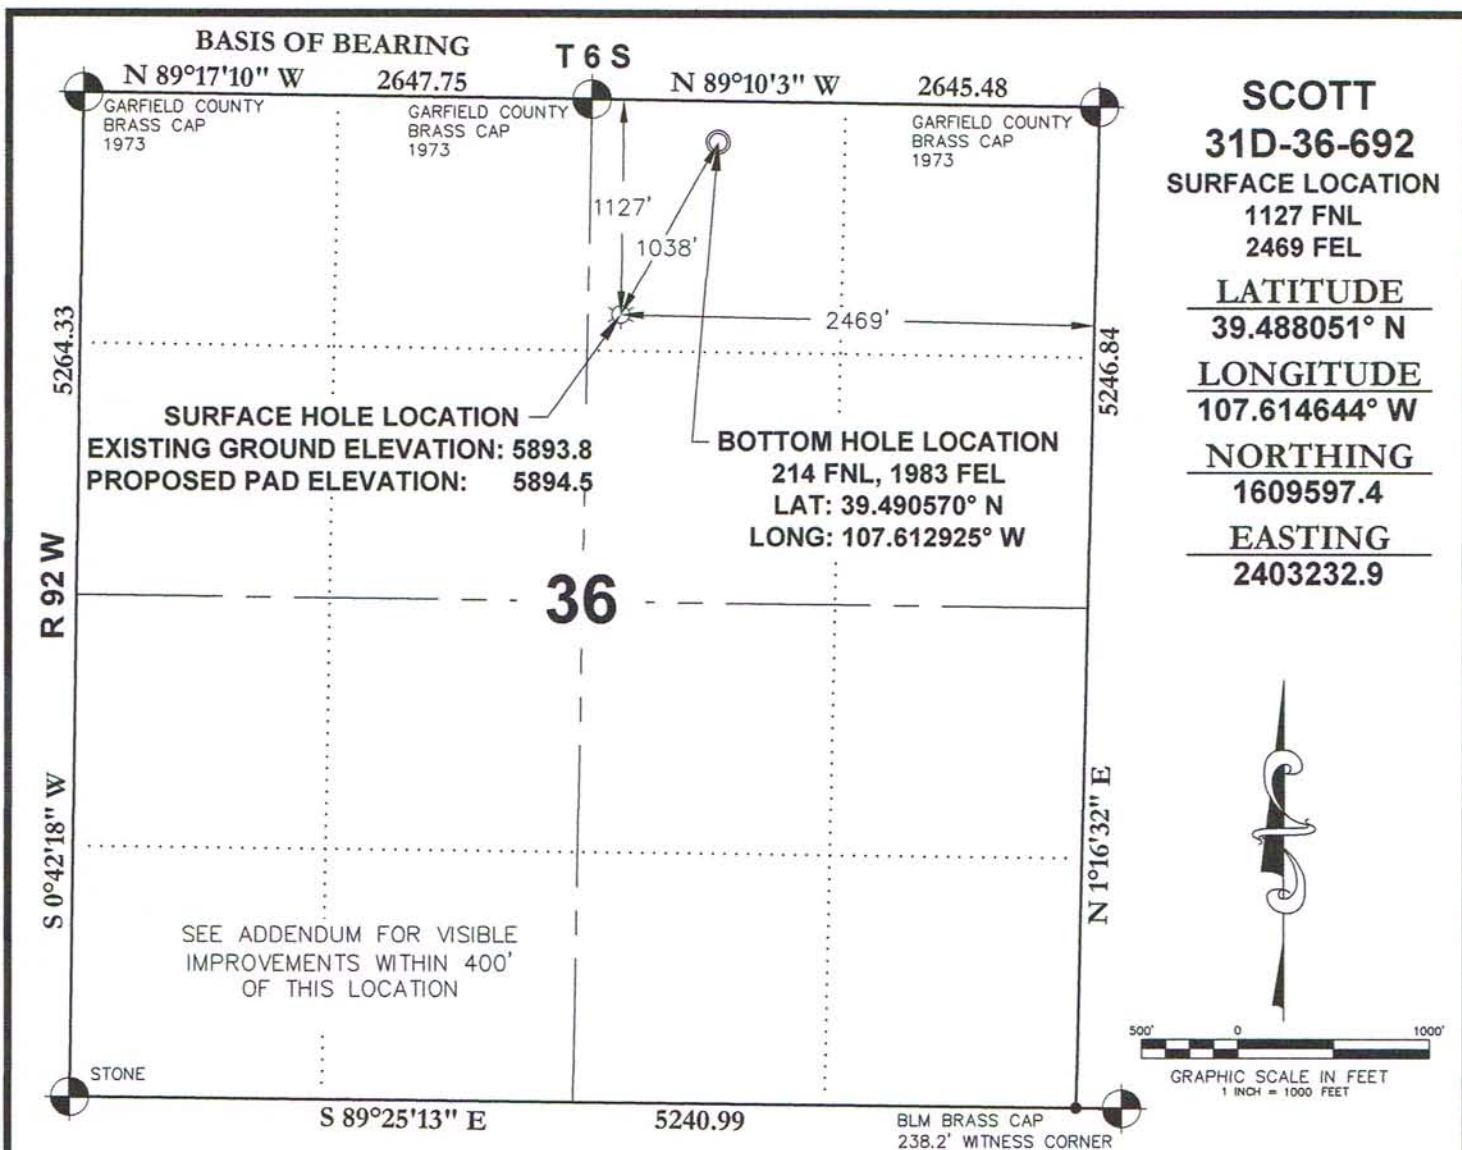 BASIS OF BEARING
T 6 S
N 89°17'10" W 2647.75
N 89°10'3" W 2645.48
GARFIELD COUNTY
BRASS CAP
1973
GARFIELD COUNTY
BRASS CAP
1973
GARFIELD COUNTY
BRASS CAP
1973
SCOTT
31D-36-692
SURFACE LOCATION
1127 FNL
2469 FEL
LATITUDE
39.488051° N
LONGITUDE
107.614644° W
NORTHING
1609597.4
EASTING
2403232.9
1127'
1038'
2469'
5264.33
5246.84
SURFACE HOLE LOCATION
EXISTING GROUND ELEVATION: 5893.8
PROPOSED PAD ELEVATION: 5894.5
BOTTOM HOLE LOCATION
214 FNL, 1983 FEL
LAT: 39.490570° N
LONG: 107.612925° W
R 92 W
36
S 0°42'18" W
N 1°16'32" E
SEE ADDENDUM FOR VISIBLE
IMPROVEMENTS WITHIN 400'
OF THIS LOCATION
500' 0 1000'
GRAPHIC SCALE IN FEET
1 INCH = 1000 FEET
STONE
S 89°25'13" E 5240.99
BLM BRASS CAP
238.2' WITNESS CORNER